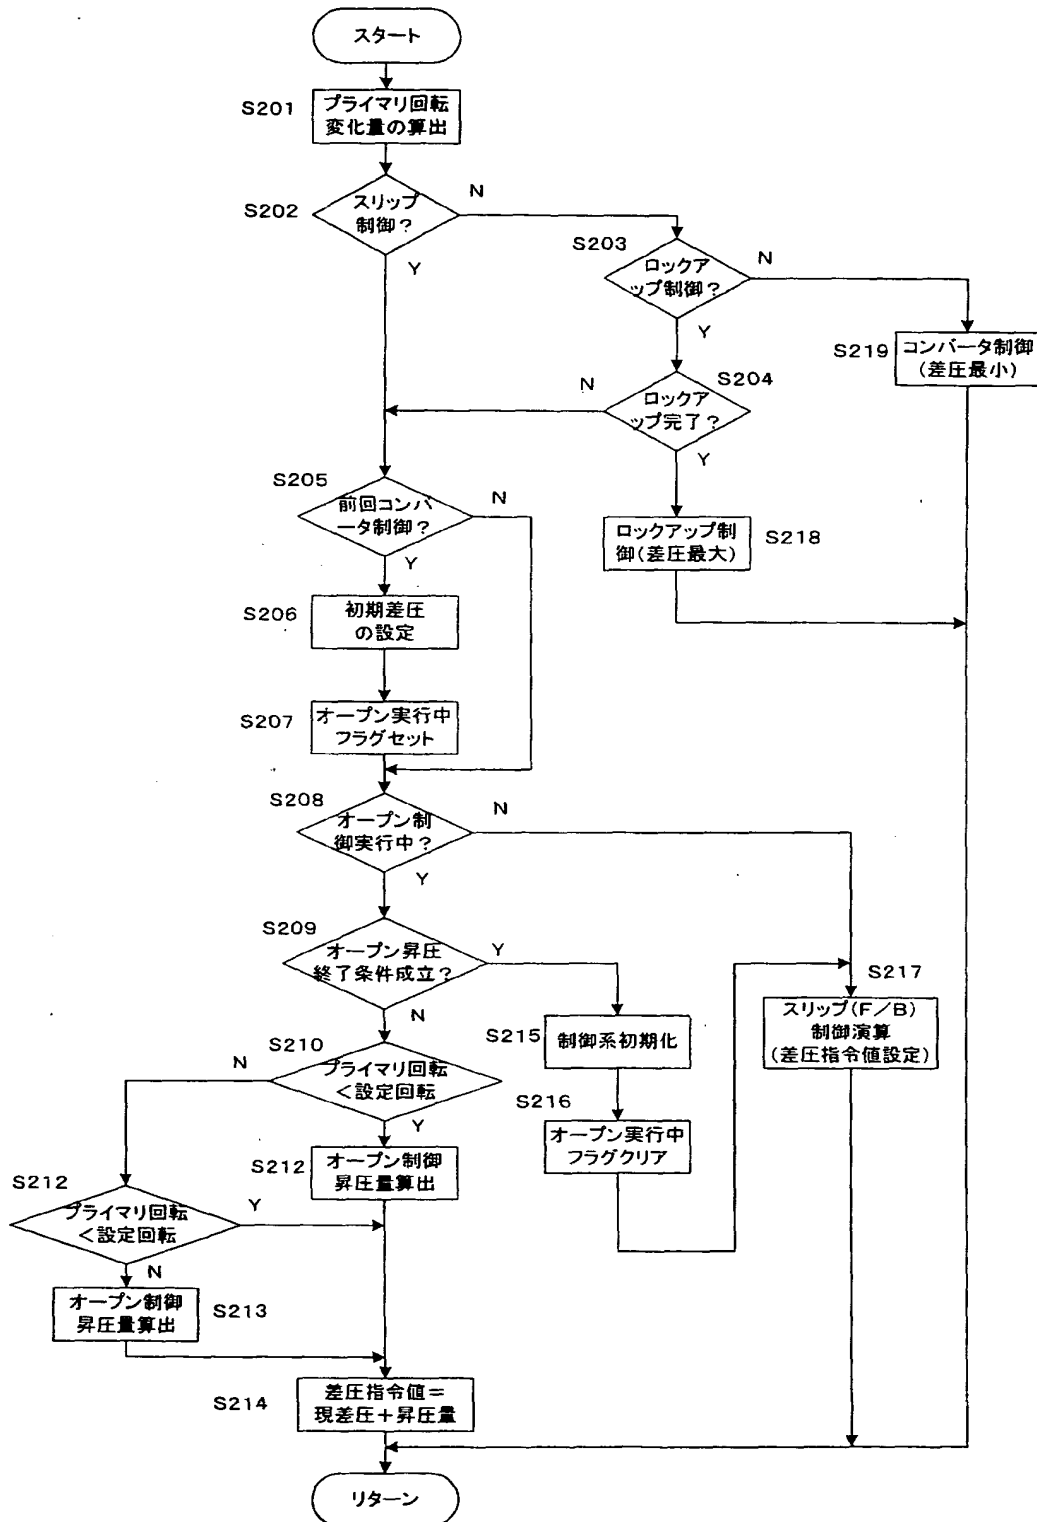 スタート
S201
プライマリ回転
変化量の算出
S202
スリップ
制御？
N
Y
S203
ロックア
ップ制御？
N
Y
S219
コンバータ制御
(差圧最小)
S204
ロックア
ップ完了？
N
Y
S205
前回コンバ
ータ制御？
N
Y
ロックアップ制
御(差圧最大)
S218
S206
初期差圧
の設定
S207
オープン実行中
フラグセット
S208
オープン制
御実行中？
N
Y
S209
オープン昇圧
終了条件成立？
Y
N
S217
スリップ(F／B)
制御演算
(差圧指令値設定)
S215
制御系初期化
S210
プライマリ回転
＜設定回転
N
Y
S216
オープン実行中
フラグクリア
S212
オープン制御
昇圧量算出
S212
プライマリ回転
＜設定回転
Y
N
オープン制御
昇圧量算出
S213
S214
差圧指令値＝
現差圧＋昇圧量
リターン